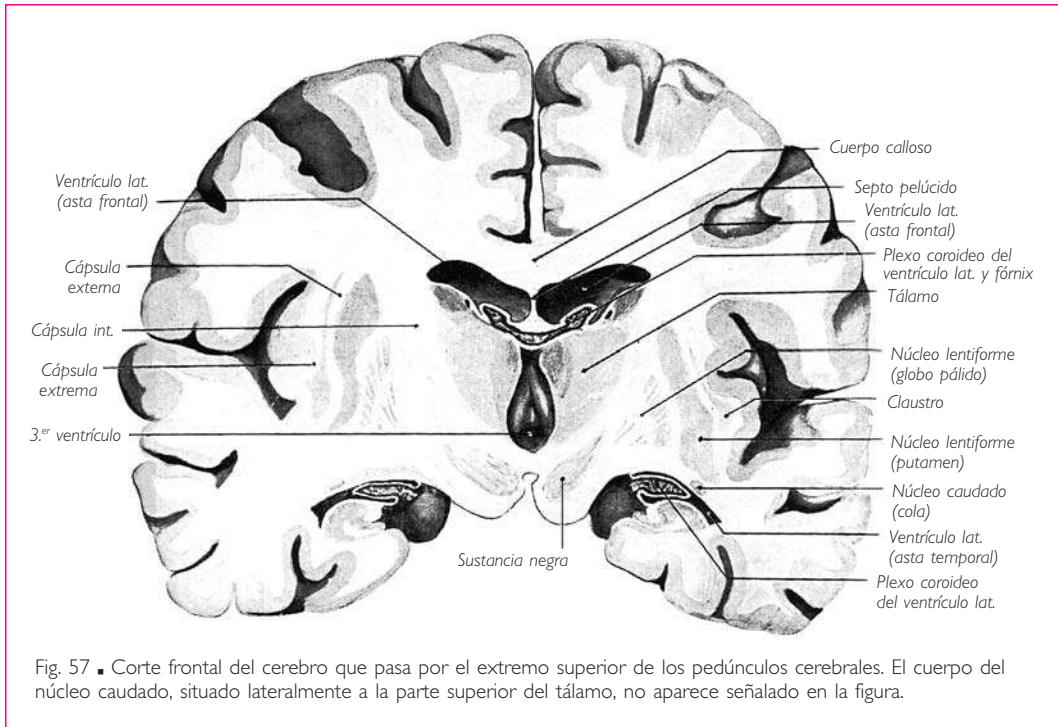 Ventrículo lat.
(asta frontal)
Cápsula
externa
Cápsula int.
Cápsula
extrema
3.er ventrículo
Sustancia negra
Cuerpo calloso
Septo pelúcido
Ventrículo lat.
(asta frontal)
Plexo coroideo del
ventrículo lat. y fórnix
Tálamo
Núcleo lentiforme
(globo pálido)
Claustro
Núcleo lentiforme
(putamen)
Núcleo caudado
(cola)
Ventrículo lat.
(asta temporal)
Plexo coroideo
del ventrículo lat.
Fig. 57 ▪ Corte frontal del cerebro que pasa por el extremo superior de los pedúnculos cerebrales. El cuerpo del
núcleo caudado, situado lateralmente a la parte superior del tálamo, no aparece señalado en la figura.